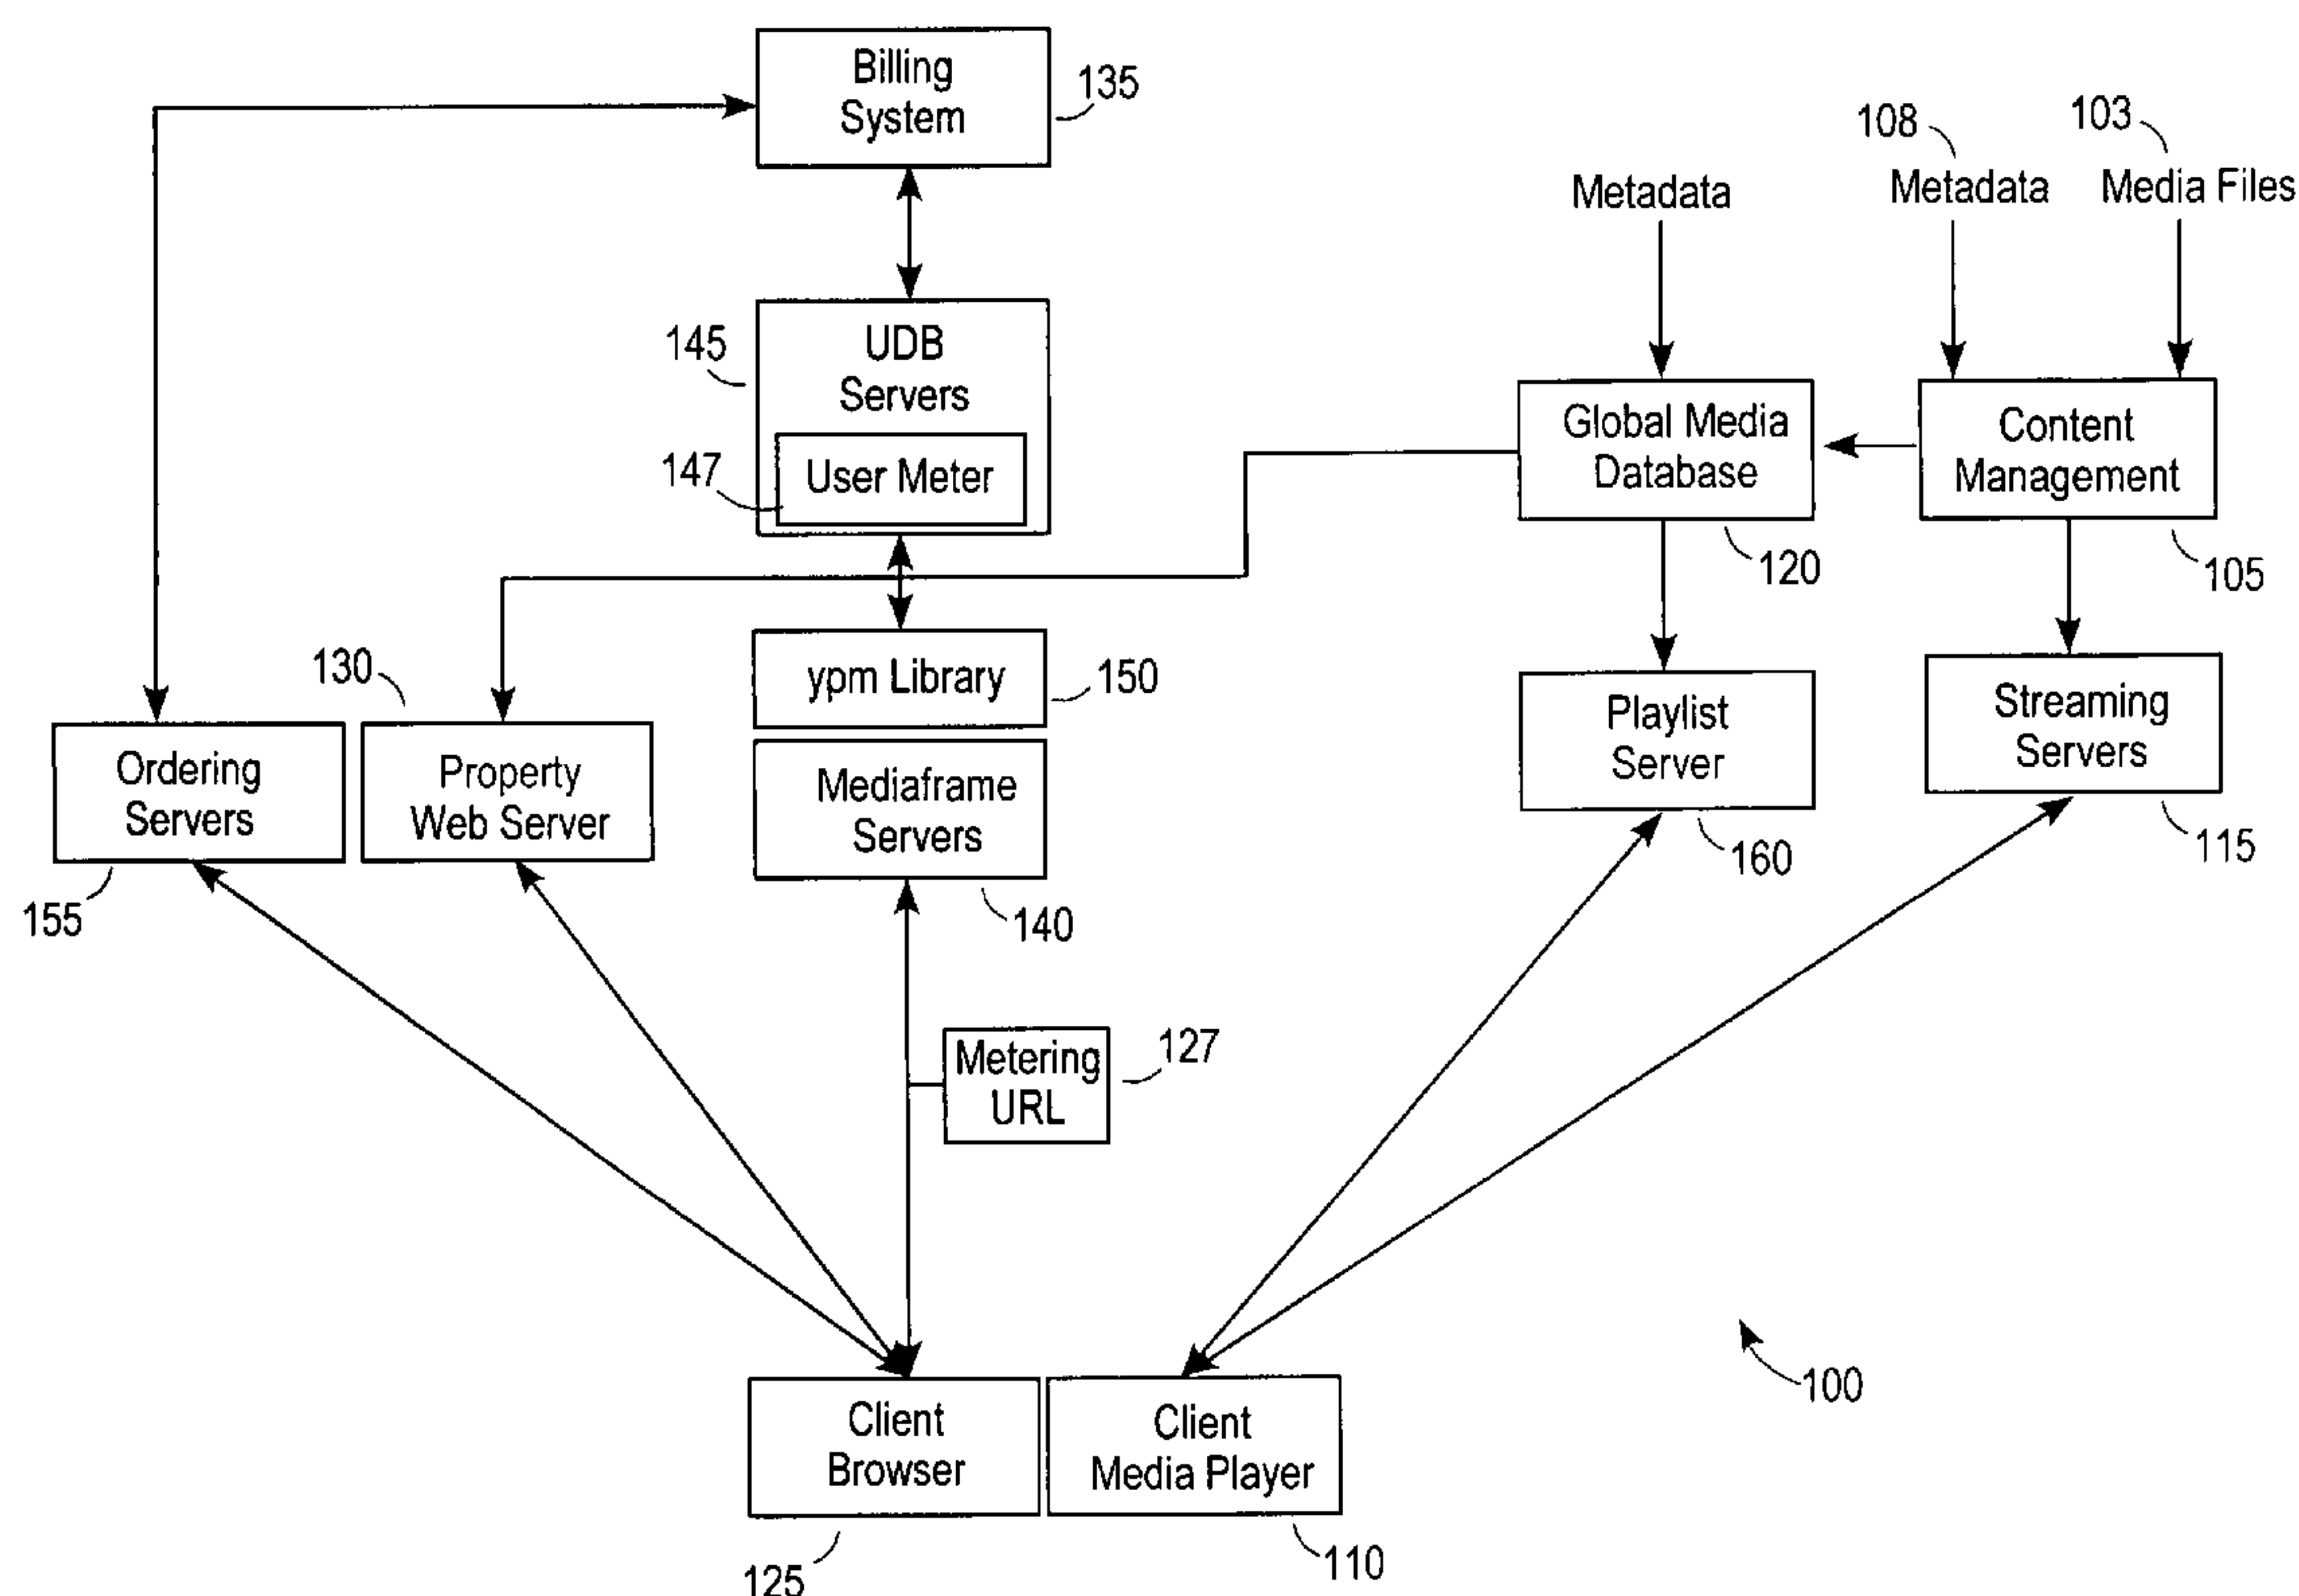 Billing
System
135
108
103
Metadata
Metadata
Media Files
145
UDB
Servers
147
User Meter
Global Media
Database
120
Content
Management
105
130
ypm Library
150
Ordering
Servers
155
Property
Web Server
Mediaframe
Servers
140
Playlist
Server
160
Streaming
Servers
115
Metering
URL
127
100
Client
Browser
125
Client
Media Player
110